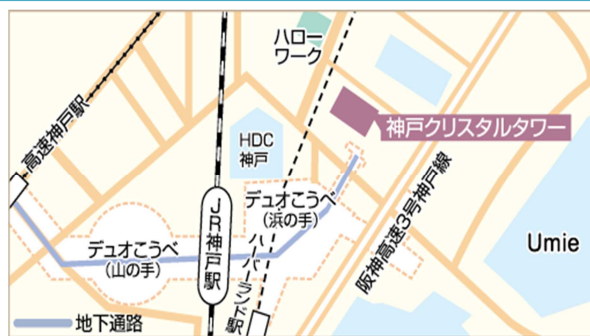 ハロー
ワーク
高速神戸駅
神戸クリスタルタワー
HDC
神戸
デュオこうべ
(浜の手)
JR神戸駅
デュオこうべ
(山の手)
ハーバーランド駅
阪神高速3号神戸線
Umie
地下通路